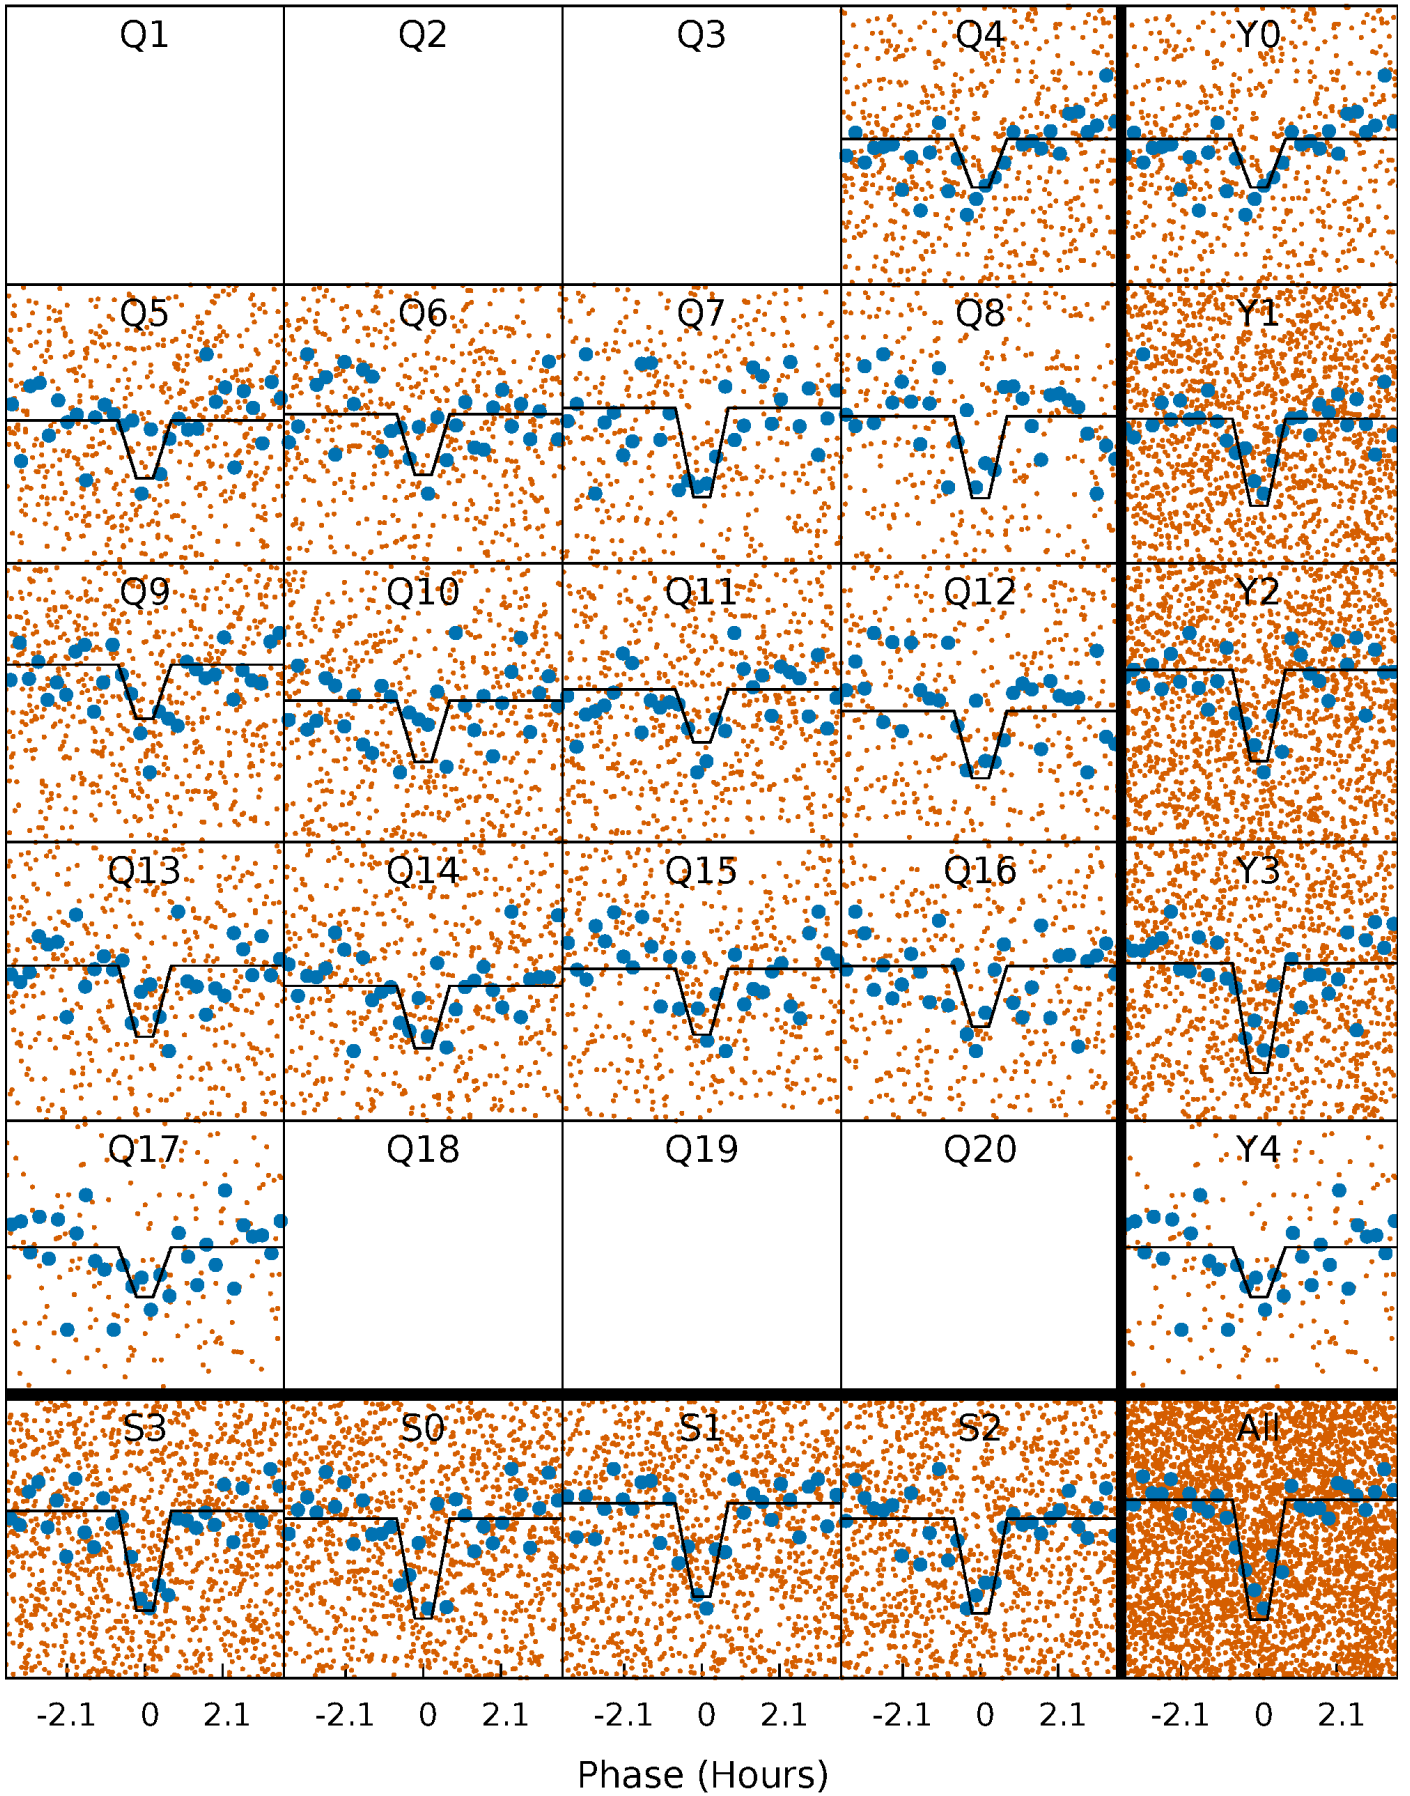 Q1 Q2 Q3 Q4 Y0
Q5 Q6 Q7 Q8 Y1
Q9 Q10 Q11 Q12 Y2
Q13 Q14 Q15 Q16 Y3
Q17 Q18 Q19 Q20 Y4
S3 S0 S1 S2 All
-2.1 0 2.1 -2.1 0 2.1 -2.1 0 2.1 -2.1 0 2.1 -2.1 0 2.1
Phase (Hours)